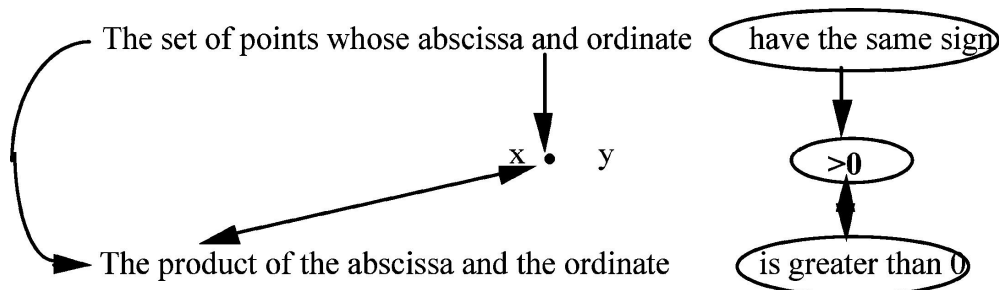 The set of points whose abscissa and ordinate have the same sign
x • y >0
The product of the abscissa and the ordinate is greater than 0